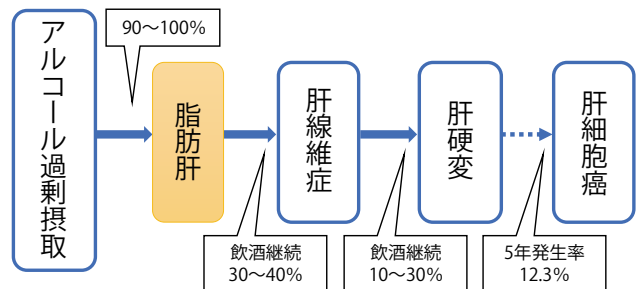 アルコール過剰摂取
90～100%
脂肪肝
飲酒継続
30～40%
肝線維症
飲酒継続
10～30%
肝硬変
5年発生率
12.3%
肝細胞癌